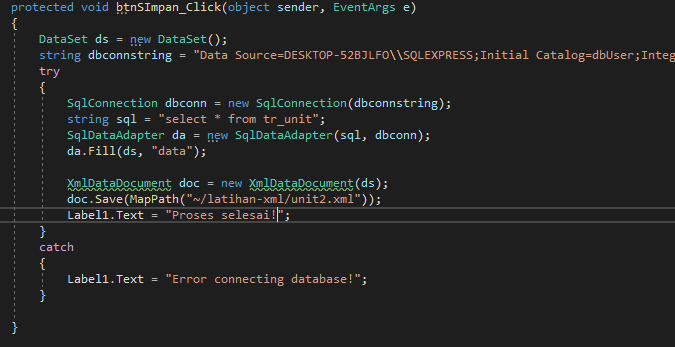 protected void btnSImpan_Click(object sender, EventArgs e)
{
DataSet ds = new DataSet();
string dbconnstring = "Data Source=DESKTOP-52BJLFO\\SQLEXPRESS;Initial Catalog=dbUser;Integ
try
{
SqlConnection dbconn = new SqlConnection(dbconnstring);
string sql = "select * from tr_unit";
SqlDataAdapter da = new SqlDataAdapter(sql, dbconn);
da.Fill(ds, "data");
XmlDataDocument doc = new XmlDataDocument(ds);
doc.Save(MapPath("~/latihan-xml/unit2.xml"));
Label1.Text = "Proses selesai!";
}
catch
{
Label1.Text = "Error connecting database!";
}
}